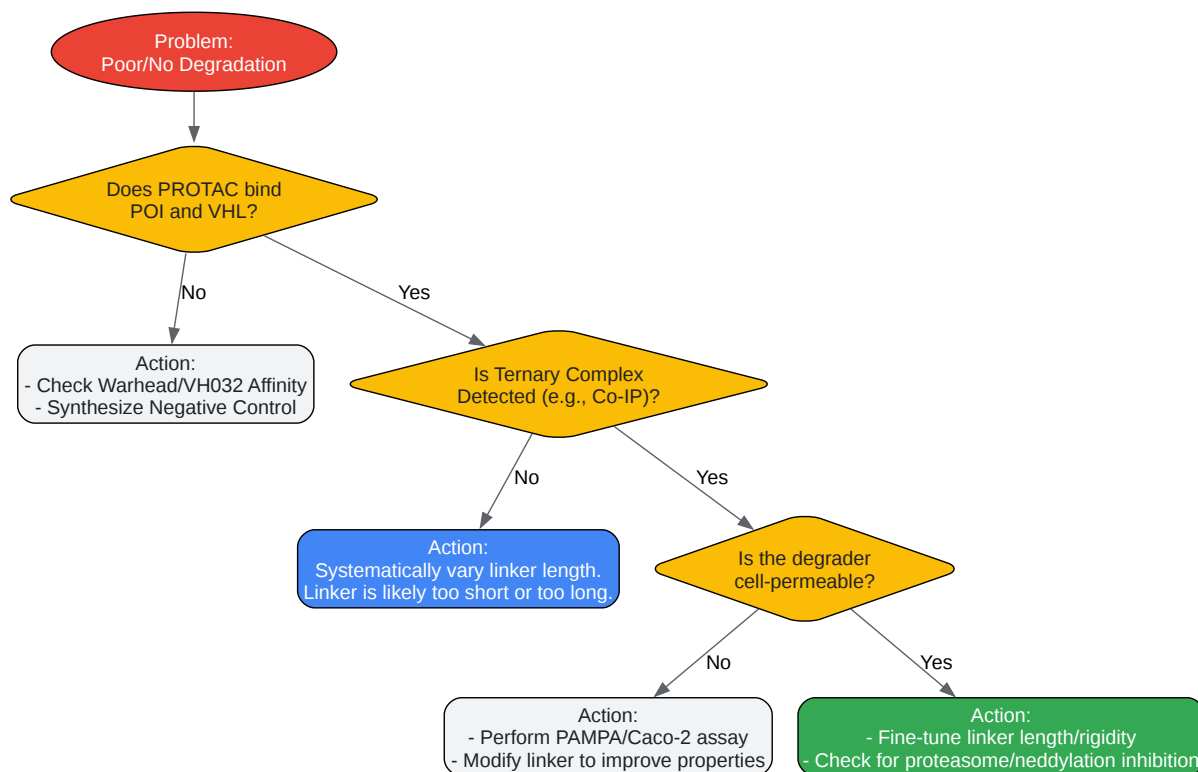 Problem:
Poor/No Degradation
Does PROTAC bind
POI and VHL?
No
Yes
Action:
- Check Warhead/VH032 Affinity
- Synthesize Negative Control
Is Ternary Complex
Detected (e.g., Co-IP)?
No
Yes
Action:
Systematically vary linker length.
Linker is likely too short or too long.
Is the degrader
cell-permeable?
No
Yes
Action:
- Perform PAMPA/Caco-2 assay
- Modify linker to improve properties
Action:
- Fine-tune linker length/rigidity
- Check for proteasome/neddylation inhibition